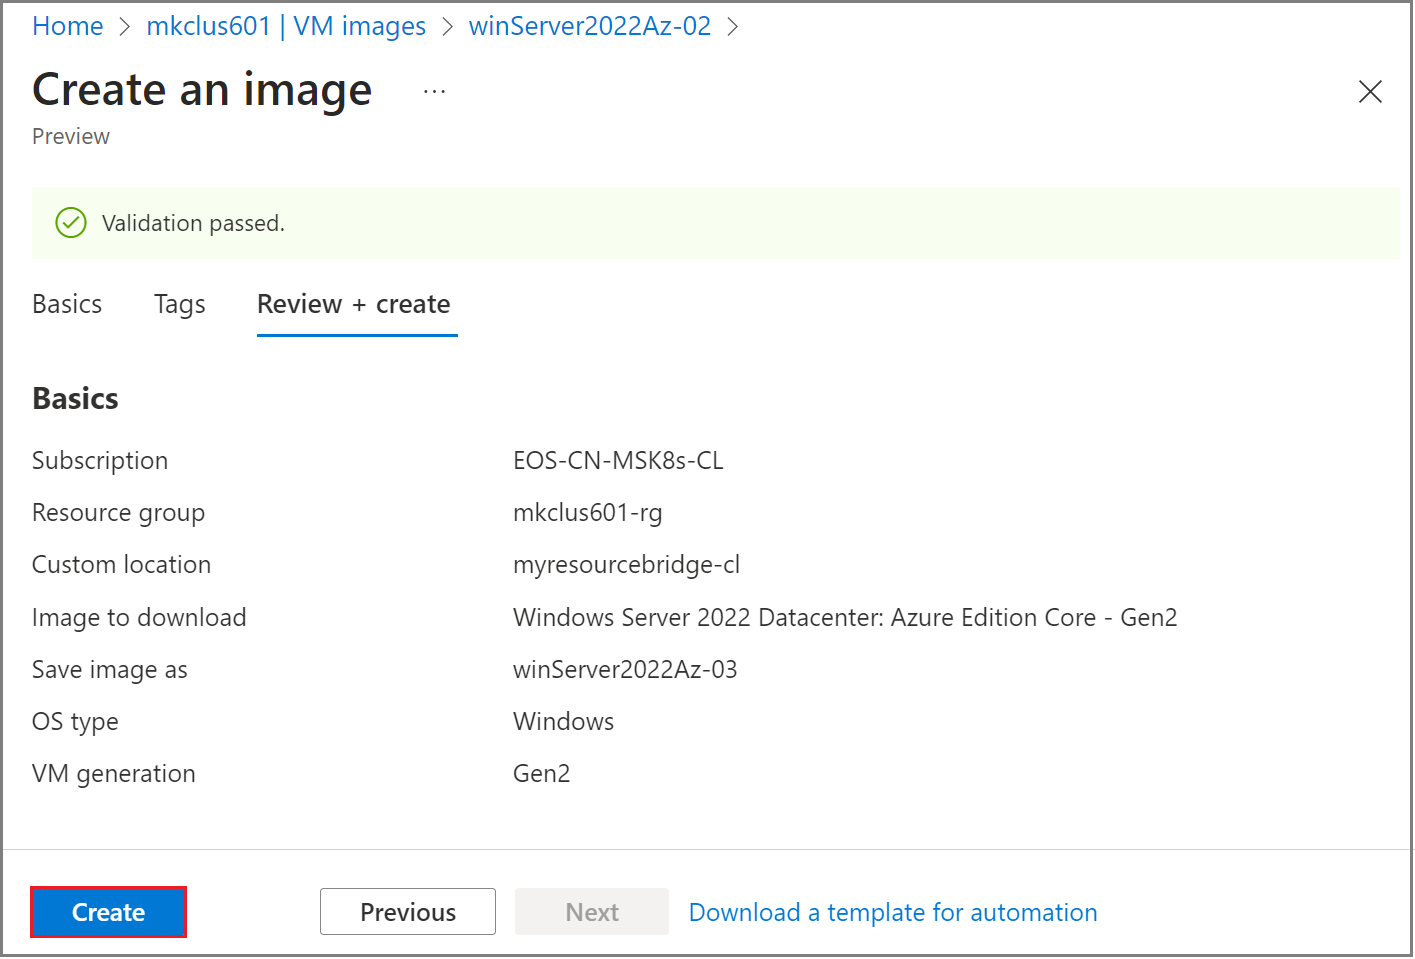 Home > mkclus601 | VM images > winServer2022Az-02 >
Create an image ...
Preview
Validation passed.
Basics Tags Review + create
Basics
Subscription EOS-CN-MSK8s-CL
Resource group mkclus601-rg
Custom location myresourcebridge-cl
Image to download Windows Server 2022 Datacenter: Azure Edition Core - Gen2
Save image as winServer2022Az-03
OS type Windows
VM generation Gen2
Create Previous Next Download a template for automation